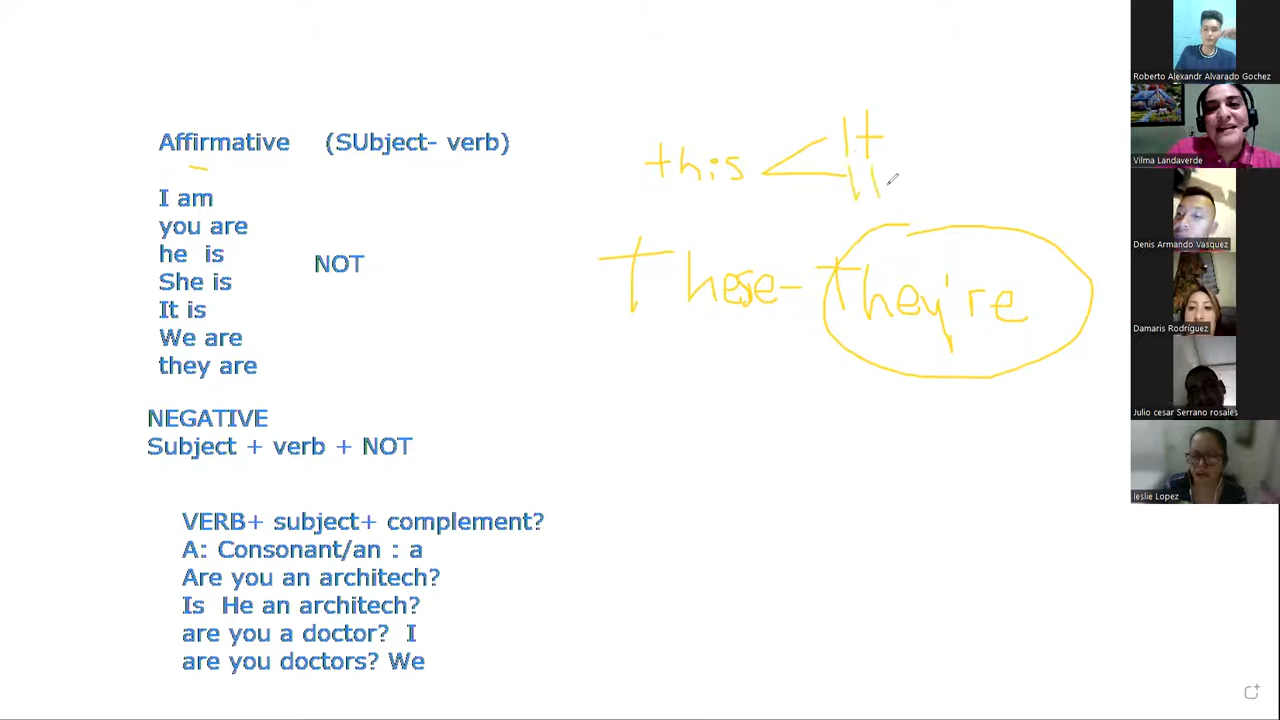 Affirmative (SUbject- verb)
I am
you are
he is
She is
It is
We are
they are
NOT
NEGATIVE
Subject + verb + NOT
VERB+ subject+ complement?
A: Consonant/an : a
Are you an architech?
Is He an architech?
are you a doctor? I
are you doctors? We
this
It
These- they're
Roberto Alexandr Alvarado Gochez
Vilma Landaverde
Denis Armando Vasquez
Damaris Rodríguez
Julio cesar Serrano rosales
leslie Lopez